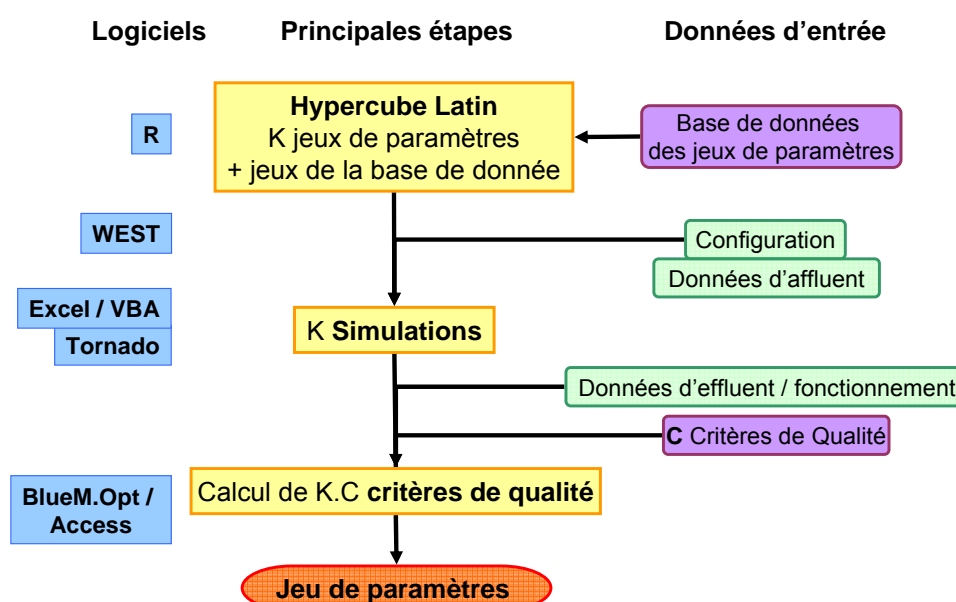 Logiciels Principales étapes Données d'entrée
Hypercube Latin
K jeux de paramètres
+ jeux de la base de donnée
R
Base de données
des jeux de paramètres
WEST
Configuration
Données d'affluent
Excel / VBA
Tornado
K Simulations
Données d'effluent / fonctionnement
C Critères de Qualité
BlueM.Opt /
Access
Calcul de K.C critères de qualité
Jeu de paramètres